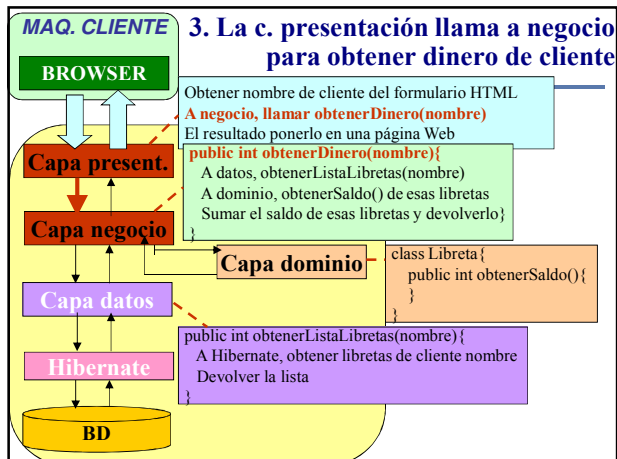 MAQ. CLIENTE
BROWSER
3. La c. presentación llama a negocio
para obtener dinero de cliente
Obtener nombre de cliente del formulario HTML
A negocio, llamar obtenerDinero(nombre)
El resultado ponerlo en una página Web
Capa present.
public int obtenerDinero(nombre){
A datos, obtenerListaLibretas(nombre)
A dominio, obtenerSaldo() de esas libretas
Sumar el saldo de esas libretas y devolverlo}
}
Capa negocio
Capa dominio
class Libreta{
public int obtenerSaldo(){
}
}
Capa datos
public int obtenerListaLibretas(nombre){
A Hibernate, obtener libretas de cliente nombre
Devolver la lista
}
Hibernate
BD